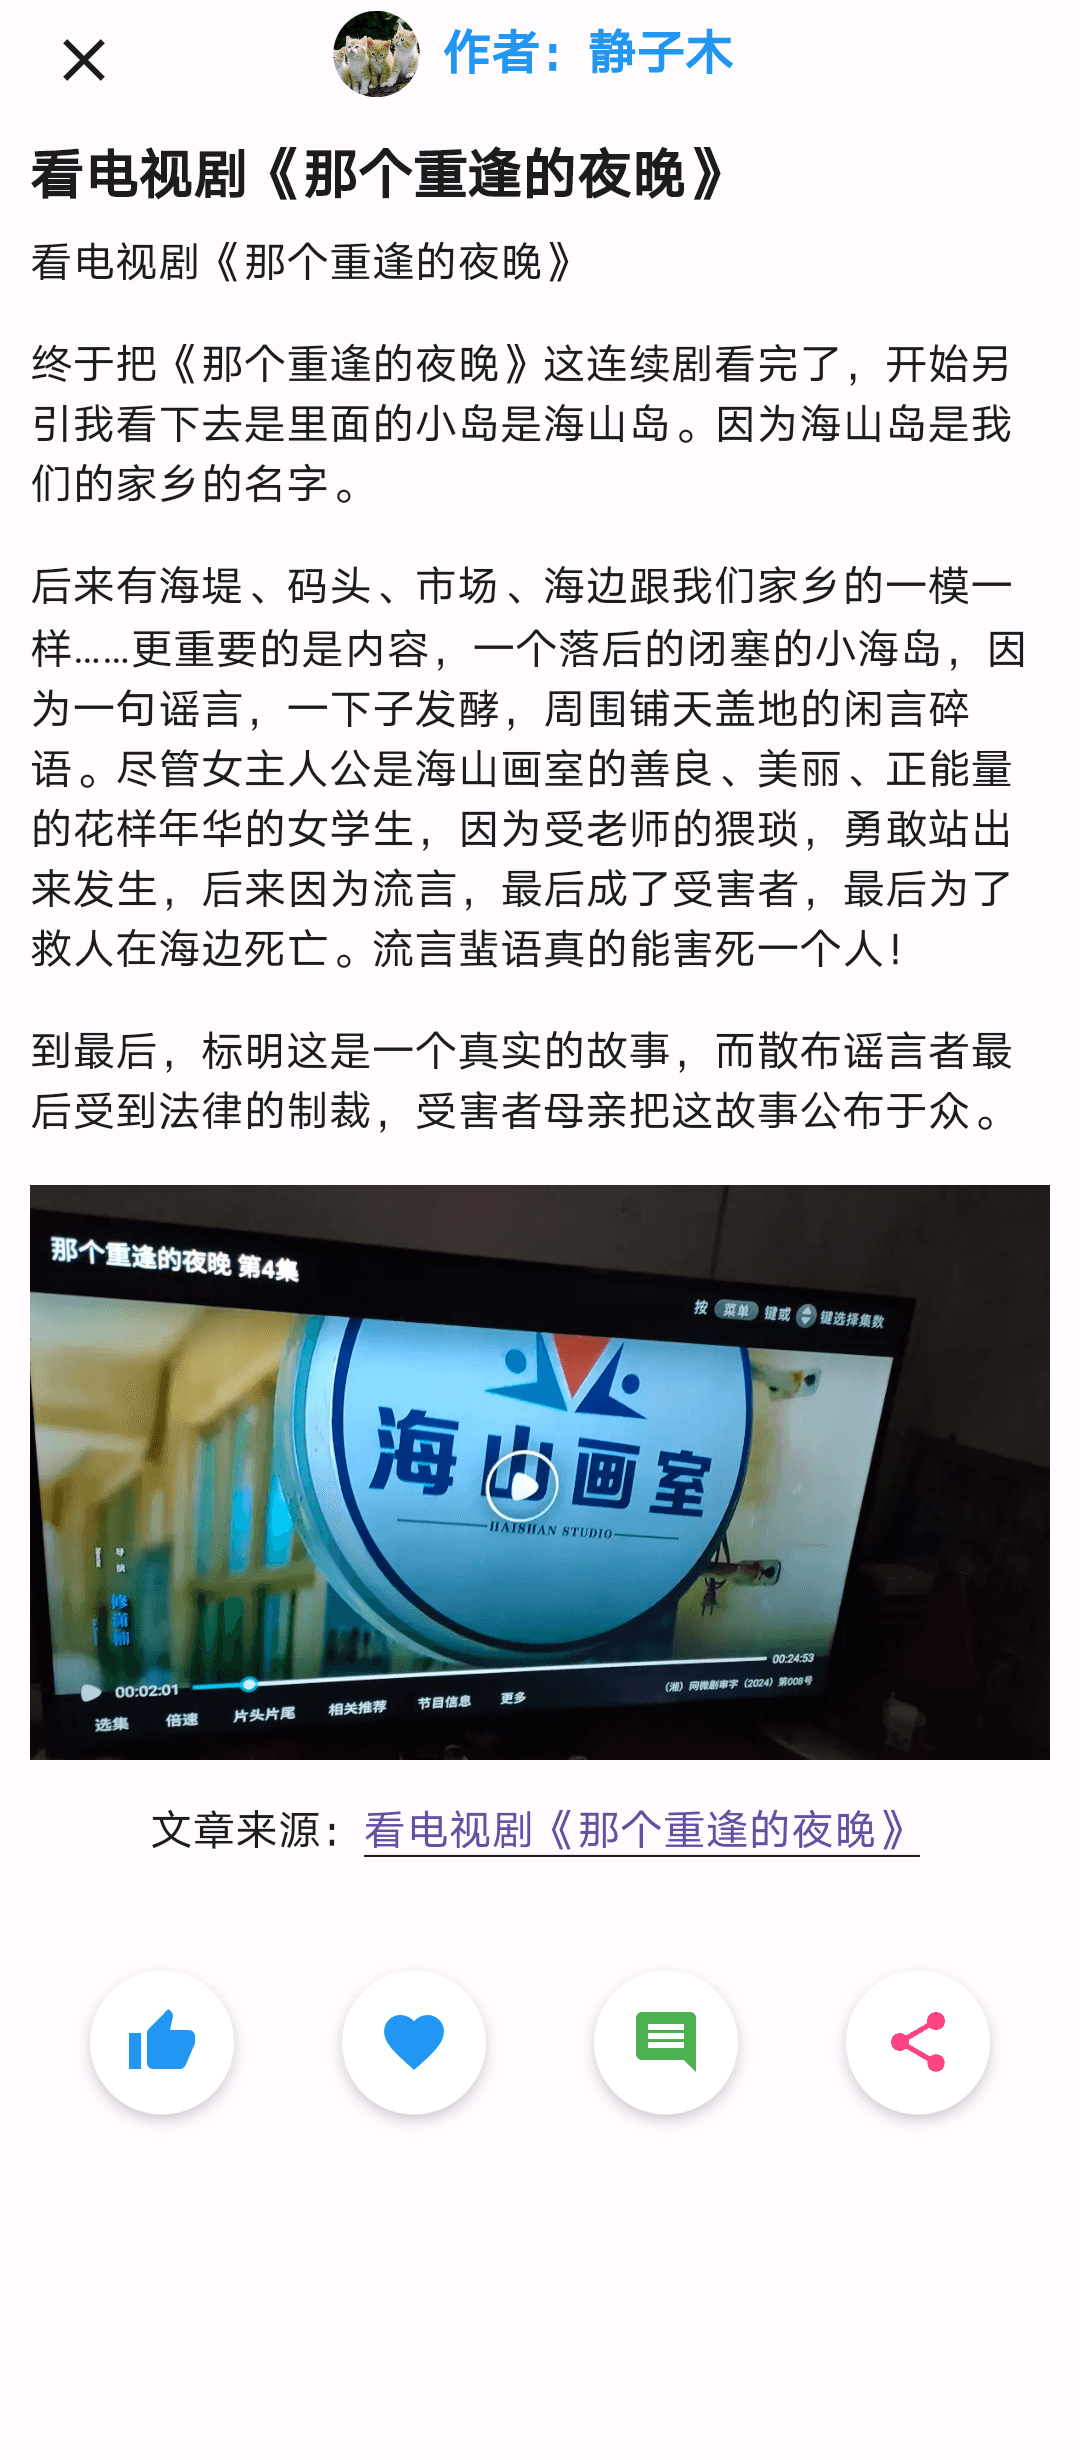 作者：静子木
看电视剧《那个重逢的夜晚》
看电视剧《那个重逢的夜晚》
终于把《那个重逢的夜晚》这连续剧看完了，开始另
引我看下去是里面的小岛是海山岛。因为海山岛是我
们的家乡的名字。
后来有海堤、码头、市场、海边跟我们家乡的一模一
样……更重要的是内容，一个落后的闭塞的小海岛，因
为一句谣言，一下子发酵，周围铺天盖地的闲言碎
语。尽管女主人公是海山画室的善良、美丽、正能量
的花样年华的女学生，因为受老师的猥琐，勇敢站出
来发生，后来因为流言，最后成了受害者，最后为了
救人在海边死亡。流言蜚语真的能害死一个人！
到最后，标明这是一个真实的故事，而散布谣言者最
后受到法律的制裁，受害者母亲把这故事公布于众。
那个重逢的夜晚 第4集
按 菜单 键或 键选择集数
海山画室
HAISHAN STUDIO
导演
修潇楠
00:02:01
00:24:53
（湘）网微剧审字（2024）第008号
选集 倍速 片头片尾 相关推荐 节目信息 更多
文章来源：看电视剧《那个重逢的夜晚》